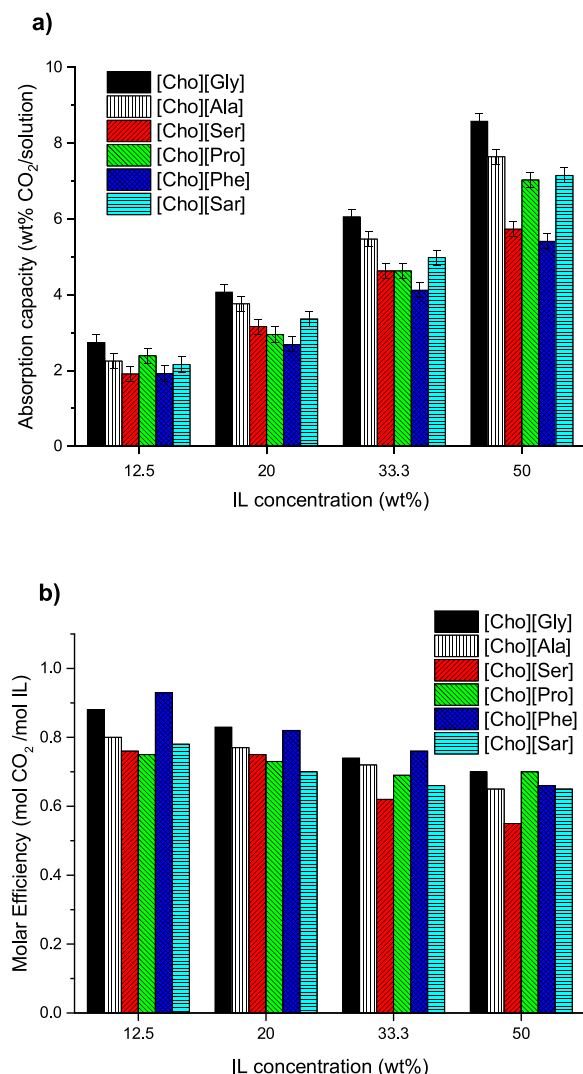 a)
[Cho][Gly]
[Cho][Ala]
[Cho][Ser]
[Cho][Pro]
[Cho][Phe]
[Cho][Sar]
Absorption capacity (wt% CO₂/solution)
10
8
6
4
2
0
12.5 20 33.3 50
IL concentration (wt%)
b)
[Cho][Gly]
[Cho][Ala]
[Cho][Ser]
[Cho][Pro]
[Cho][Phe]
[Cho][Sar]
Molar Efficiency (mol CO₂ /mol IL)
1.0
0.8
0.6
0.4
0.2
0.0
12.5 20 33.3 50
IL concentration (wt%)